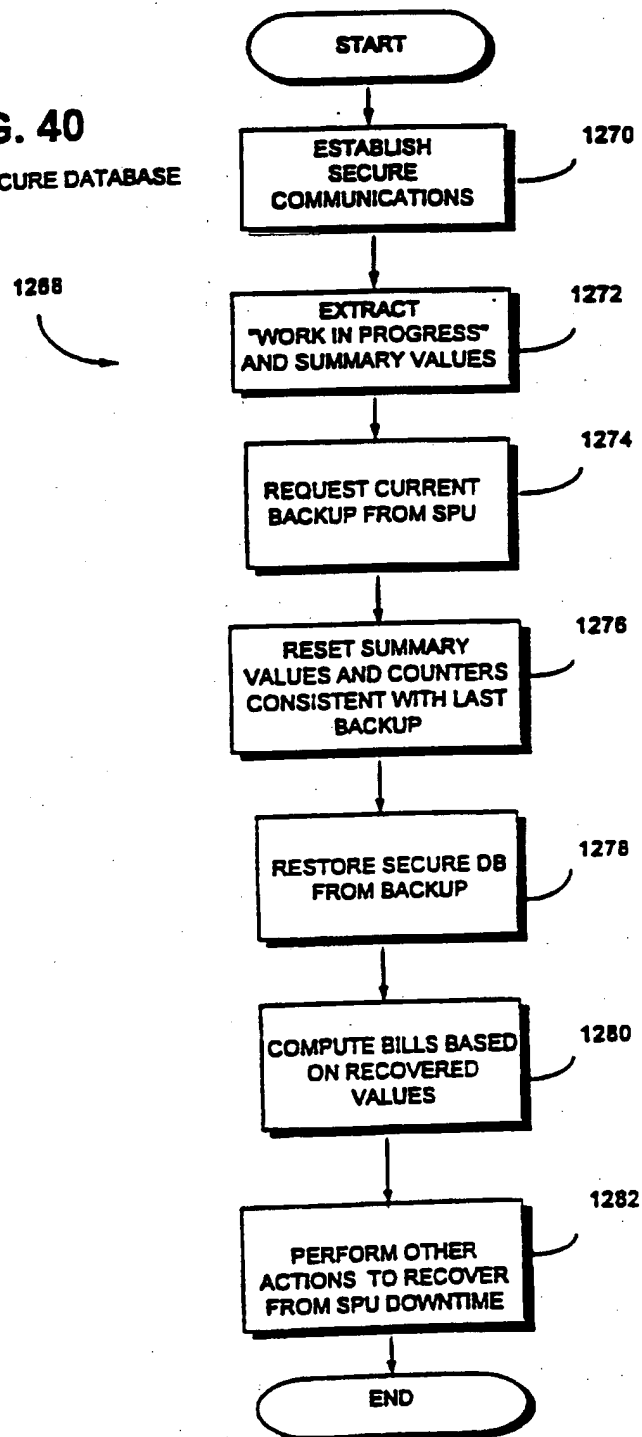 START
G. 40
CURE DATABASE
ESTABLISH
SECURE
COMMUNICATIONS
1270
1268
EXTRACT
"WORK IN PROGRESS"
AND SUMMARY VALUES
1272
REQUEST CURRENT
BACKUP FROM SPU
1274
RESET SUMMARY
VALUES AND COUNTERS
CONSISTENT WITH LAST
BACKUP
1276
RESTORE SECURE DB
FROM BACKUP
1278
COMPUTE BILLS BASED
ON RECOVERED
VALUES
1280
PERFORM OTHER
ACTIONS TO RECOVER
FROM SPU DOWNTIME
1282
END